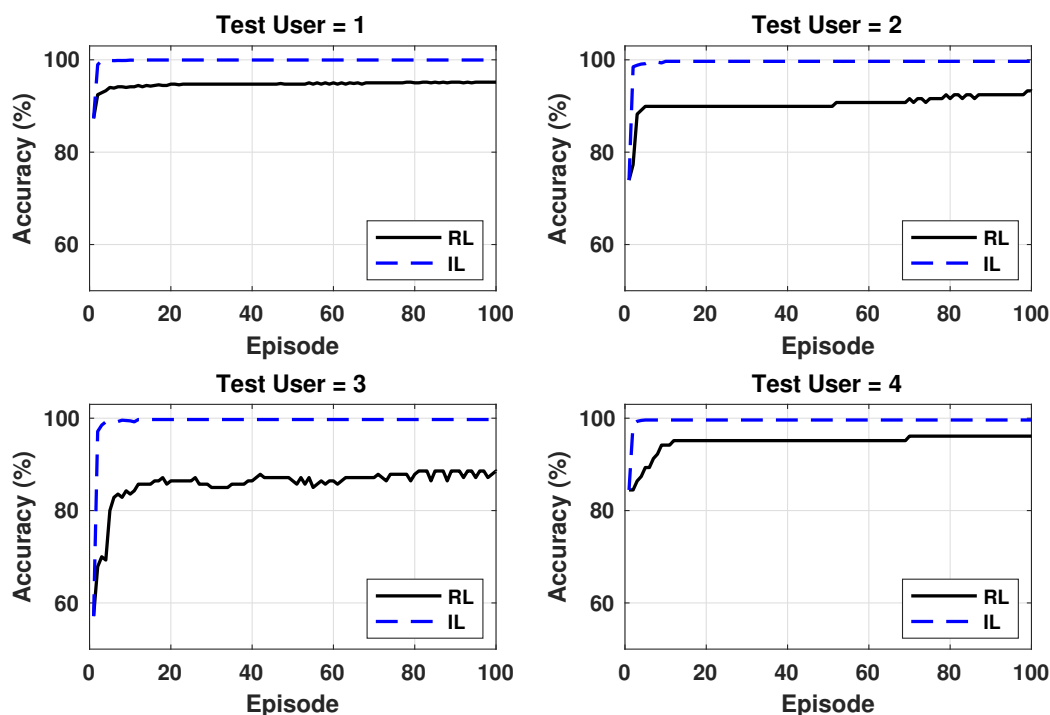 Test User = 1
Accuracy (%)
100
80
60
RL
IL
0 20 40 60 80 100
Episode
Test User = 2
Accuracy (%)
100
80
60
RL
IL
0 20 40 60 80 100
Episode
Test User = 3
Accuracy (%)
100
80
60
RL
IL
0 20 40 60 80 100
Episode
Test User = 4
Accuracy (%)
100
80
60
RL
IL
0 20 40 60 80 100
Episode